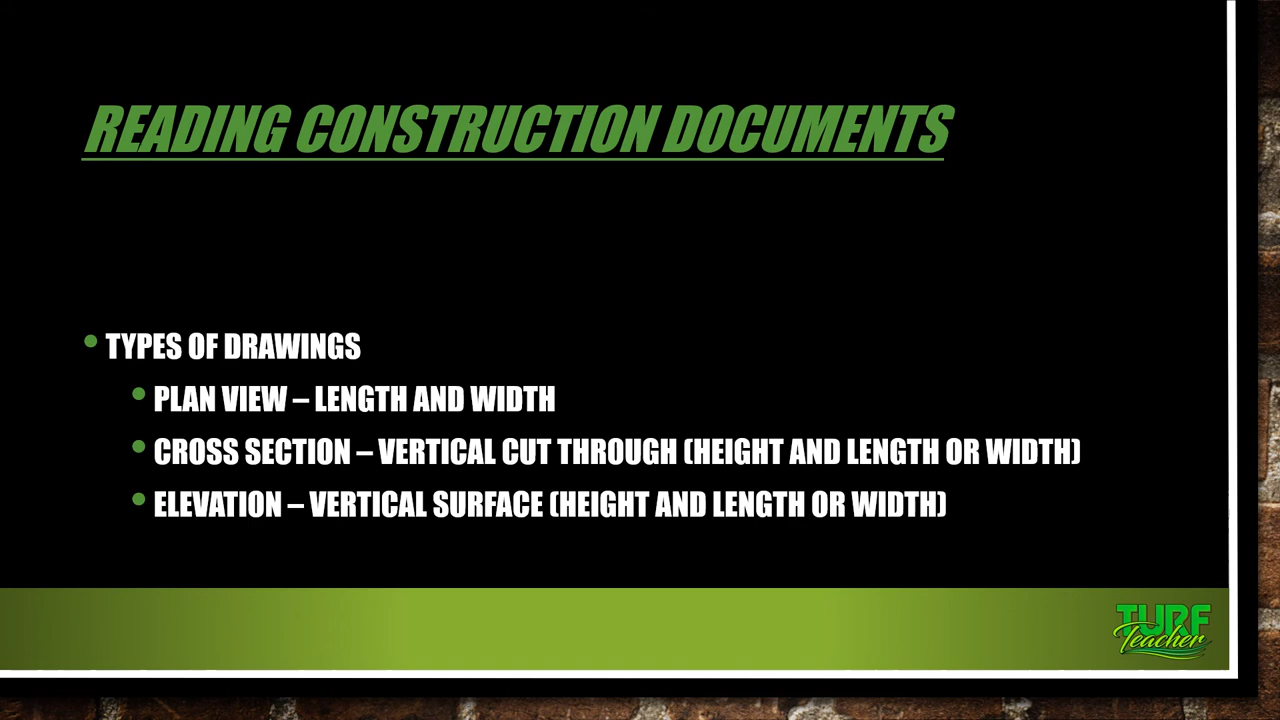 READING CONSTRUCTION DOCUMENTS
• TYPES OF DRAWINGS
• PLAN VIEW – LENGTH AND WIDTH
• CROSS SECTION – VERTICAL CUT THROUGH (HEIGHT AND LENGTH OR WIDTH)
• ELEVATION – VERTICAL SURFACE (HEIGHT AND LENGTH OR WIDTH)
TURF
Teacher